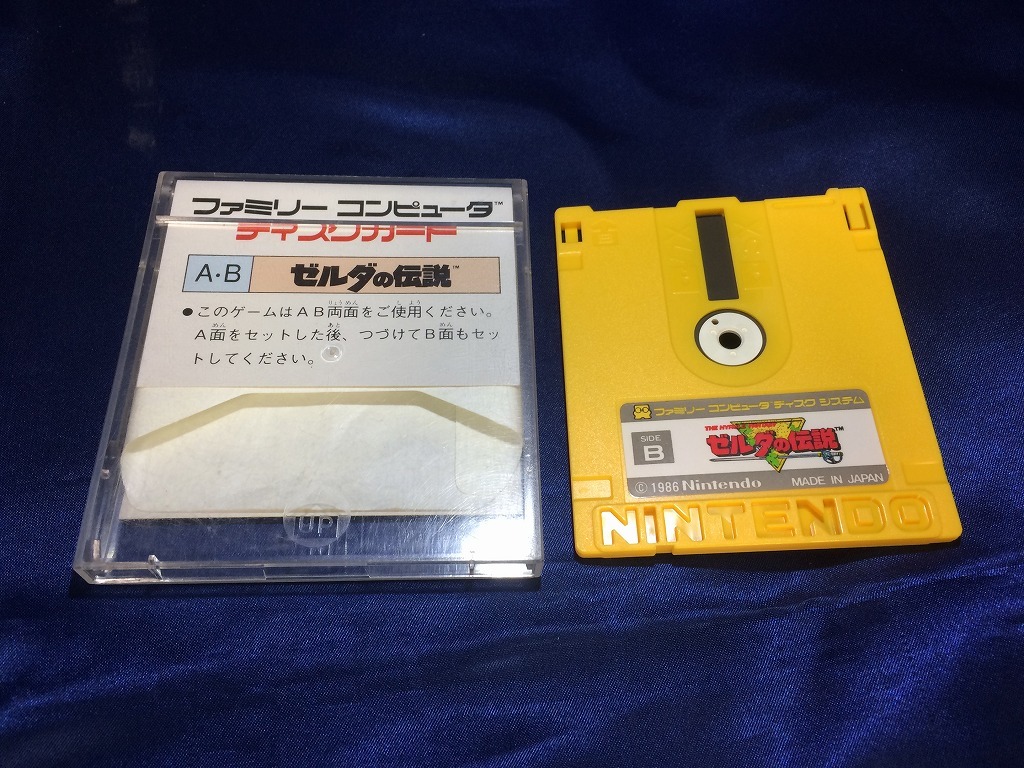 ファミリー コンピュータ™
ディスクカード
A・B ゼルダの伝説™
●このゲームはAB両面をご使用ください。
A面をセットした後、つづけてB面もセッ
トしてください。
UP
ファミリー コンピュータ ディスク システム
SIDE
B
THE HYRULE FANTASY
ゼルダの伝説™
© 1986 Nintendo MADE IN JAPAN
NINTENDO